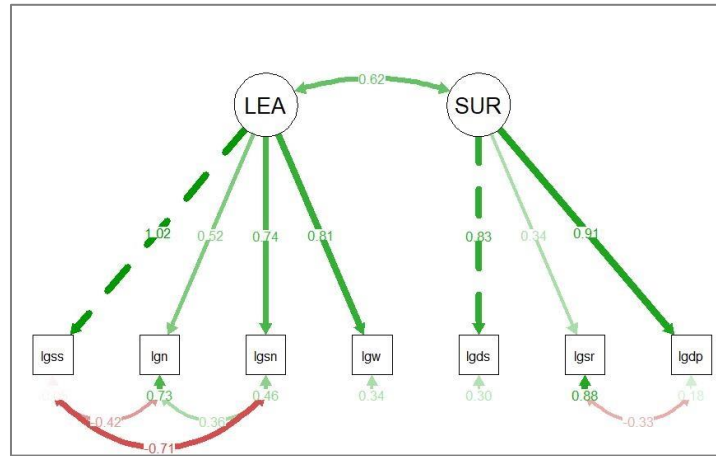 0.62
LEA SUR
1.02 0.52 0.74 0.81 0.83 0.34 0.91
lgss lgn lgsn lgw lgds lgsr lgdp
0.73 0.46 0.34 0.30 0.88 0.18
-0.42 0.36 -0.33
-0.71